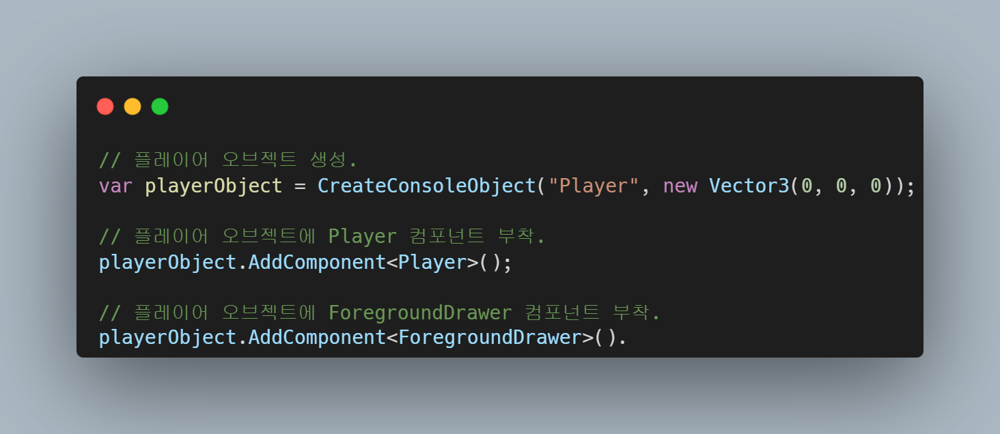 // 플레이어 오브젝트 생성.
var playerObject = CreateConsoleObject("Player", new Vector3(0, 0, 0));
// 플레이어 오브젝트에 Player 컴포넌트 부착.
playerObject.AddComponent<Player>();
// 플레이어 오브젝트에 ForegroundDrawer 컴포넌트 부착.
playerObject.AddComponent<ForegroundDrawer>().